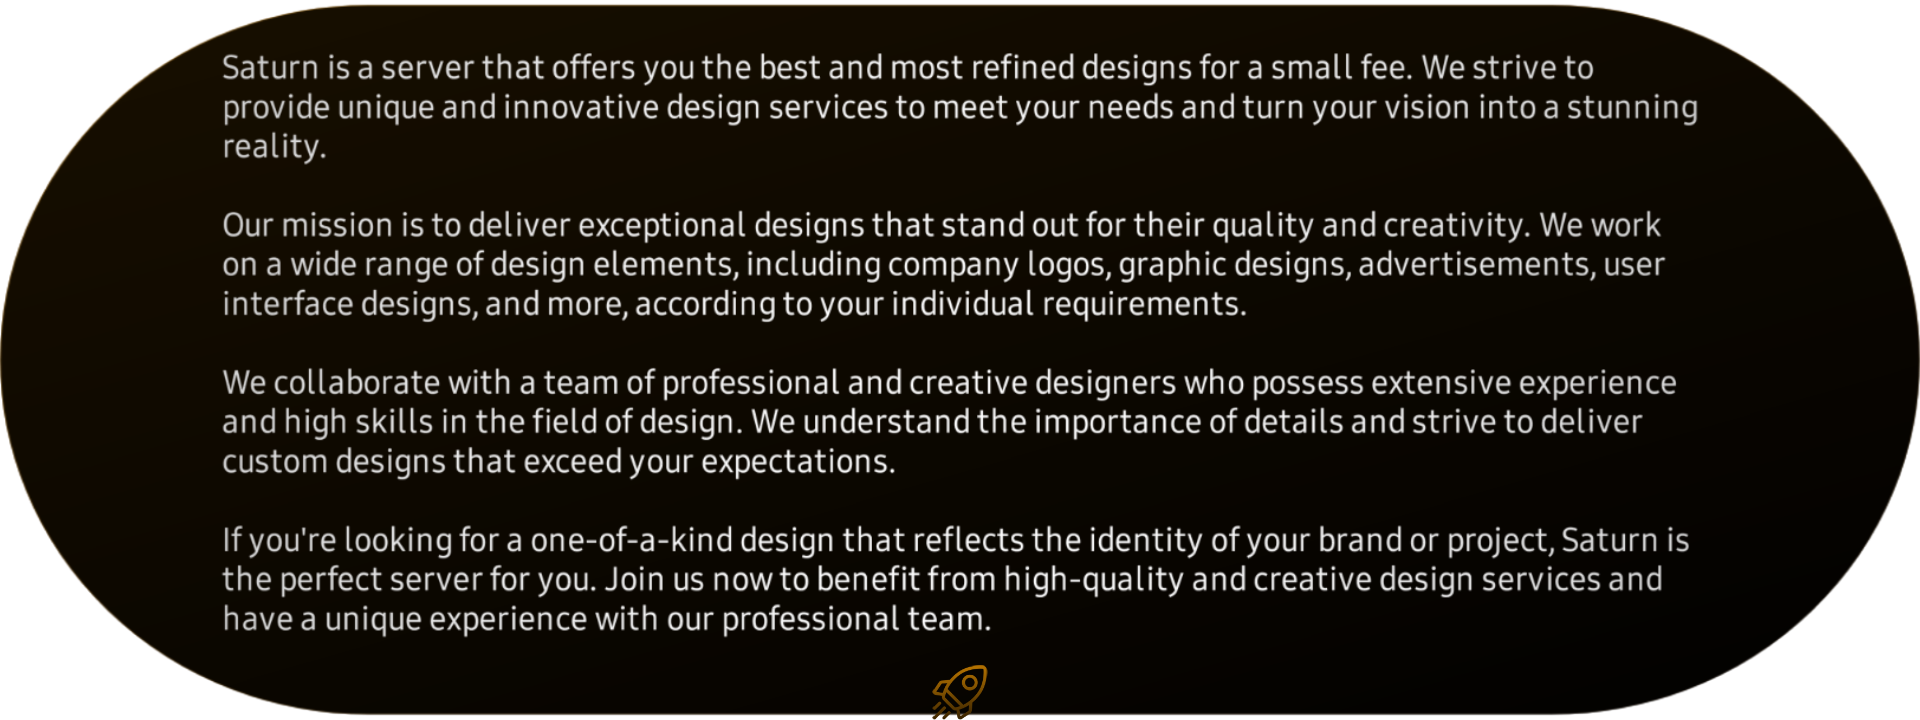 Saturn is a server that offers you the best and most refined designs for a small fee. We strive to
provide unique and innovative design services to meet your needs and turn your vision into a stunning
reality.
Our mission is to deliver exceptional designs that stand out for their quality and creativity. We work
on a wide range of design elements, including company logos, graphic designs, advertisements, user
interface designs, and more, according to your individual requirements.
We collaborate with a team of professional and creative designers who possess extensive experience
and high skills in the field of design. We understand the importance of details and strive to deliver
custom designs that exceed your expectations.
If you're looking for a one-of-a-kind design that reflects the identity of your brand or project, Saturn is
the perfect server for you. Join us now to benefit from high-quality and creative design services and
have a unique experience with our professional team.